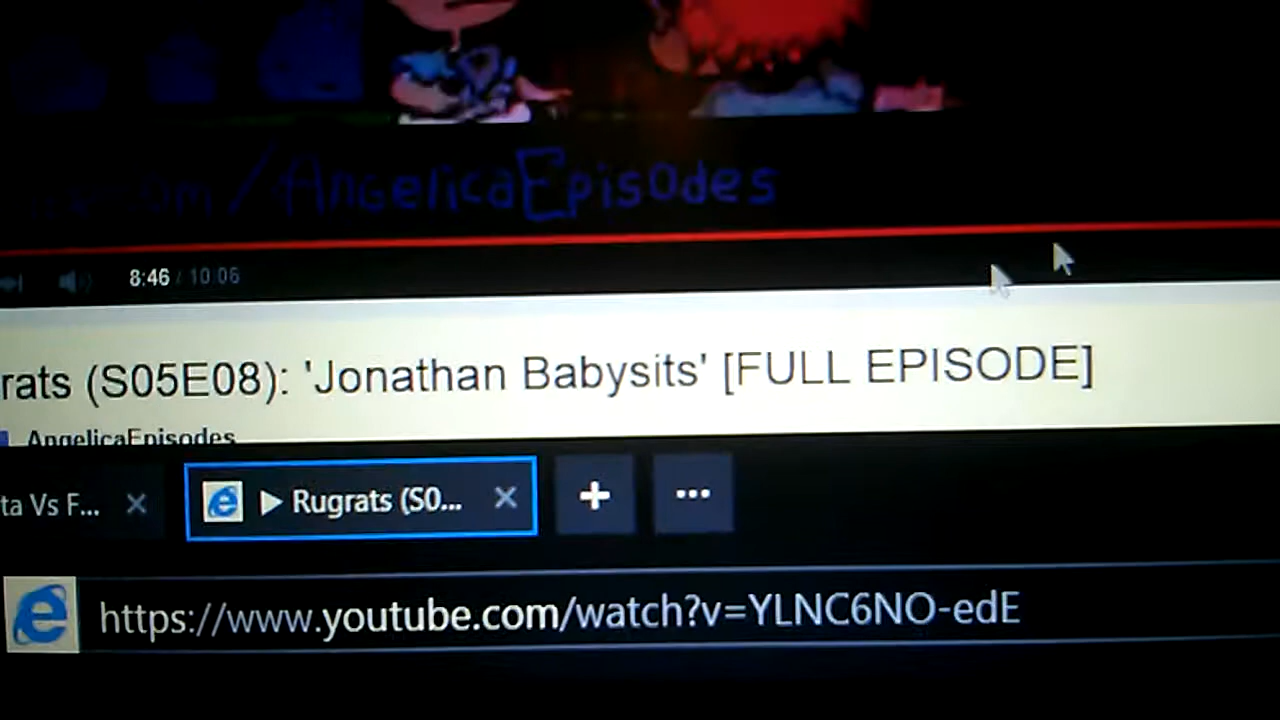 /AngelicaEpisodes
8:46 / 10:06
rats (S05E08): 'Jonathan Babysits' [FULL EPISODE]
AngelicaEpisodes
ta Vs F...
▶ Rugrats (S0...
https://www.youtube.com/watch?v=YLNC6NO-edE